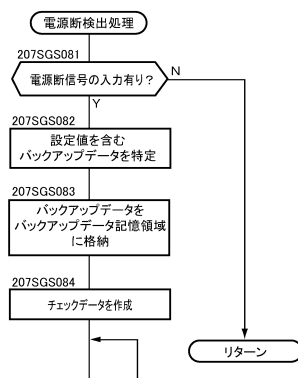 電源断検出処理
207SGS081
電源断信号の入力有り？
N
Y
207SGS082
設定値を含む
バックアップデータを特定
207SGS083
バックアップデータを
バックアップデータ記憶領域
に格納
207SGS084
チェックデータを作成
リターン